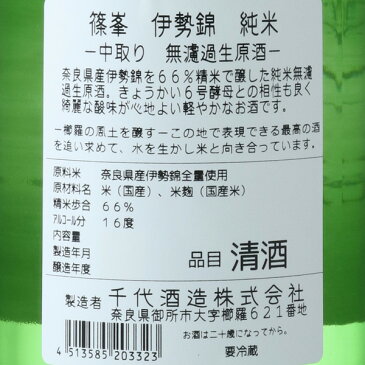 篠峯 伊勢錦 純米
―中取り 無濾過生原酒―
奈良県産伊勢錦を66％精米で醸した純米無濾
過生原酒。きょうかい6号酵母との相性も良く
綺麗な酸味が心地よい軽やかなお酒です。
―櫛羅の風土を醸す―この地で表現できる最高の酒
を追い求めて、水を生かし米と向き合っています。
原料米 奈良県産伊勢錦全量使用
原材料名 米（国産）、米麹（国産米）
精米歩合 66％
アルコール分 16度
内容量
製造年月
醸造年度
品目 清酒
製造者 千代酒造株式会社
奈良県御所市大字櫛羅621番地
お酒は二十歳になってから。
要冷蔵
4 513585 203323